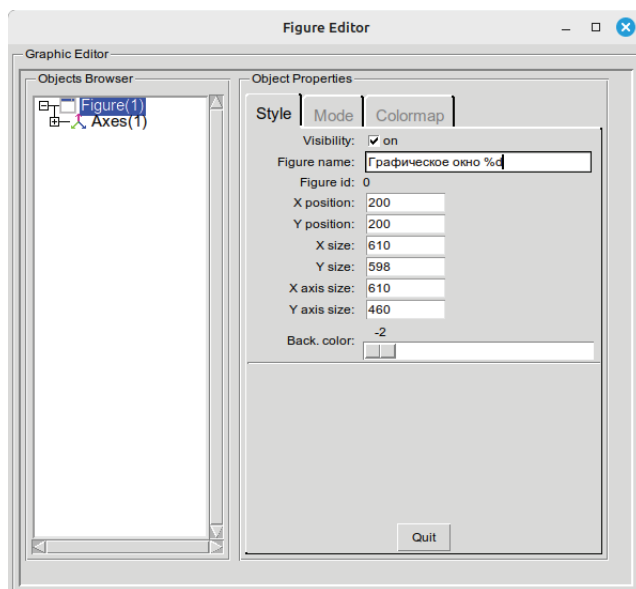 Figure Editor
Graphic Editor
Objects Browser
Figure(1)
Axes(1)
Object Properties
Style Mode Colormap
Visibility: on
Figure name: Графическое окно %d
Figure id: 0
X position: 200
Y position: 200
X size: 610
Y size: 598
X axis size: 610
Y axis size: 460
-2
Back. color:
Quit